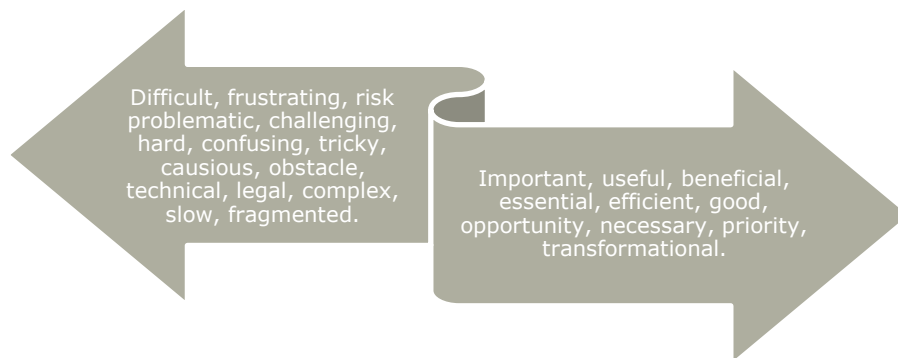 Difficult, frustrating, risk
problematic, challenging,
hard, confusing, tricky,
causious, obstacle,
technical, legal, complex,
slow, fragmented.
Important, useful, beneficial,
essential, efficient, good,
opportunity, necessary, priority,
transformational.